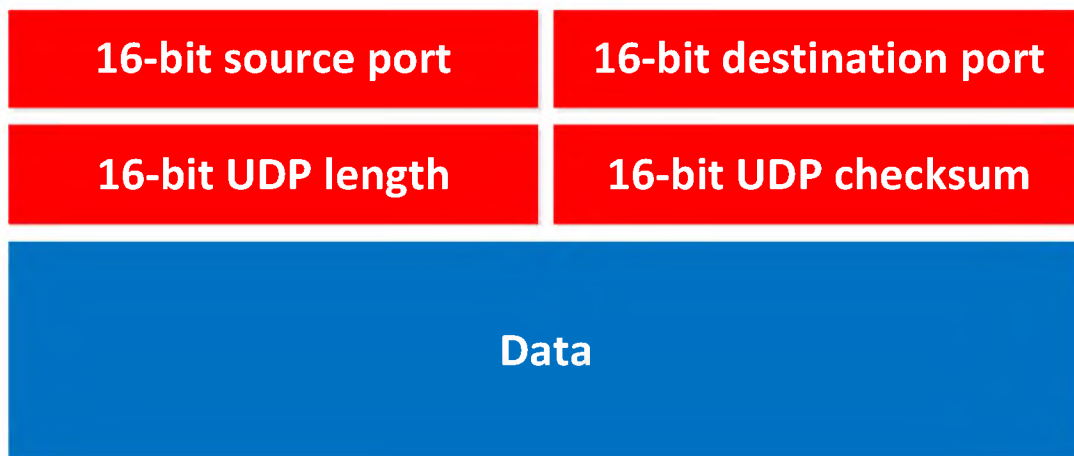 16-bit source port
16-bit destination port
16-bit UDP length
16-bit UDP checksum
Data